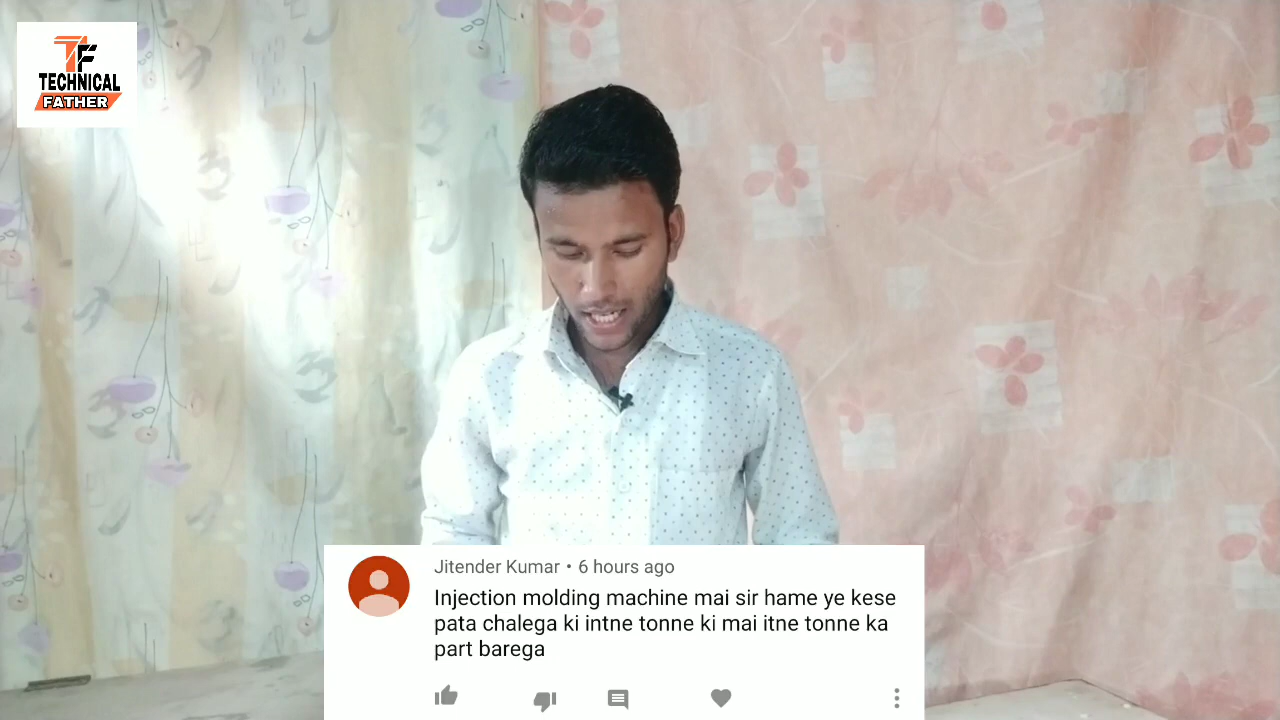 TF
TECHNICAL
FATHER
Jitender Kumar • 6 hours ago
Injection molding machine mai sir hame ye kese
pata chalega ki intne tonne ki mai itne tonne ka
part barega